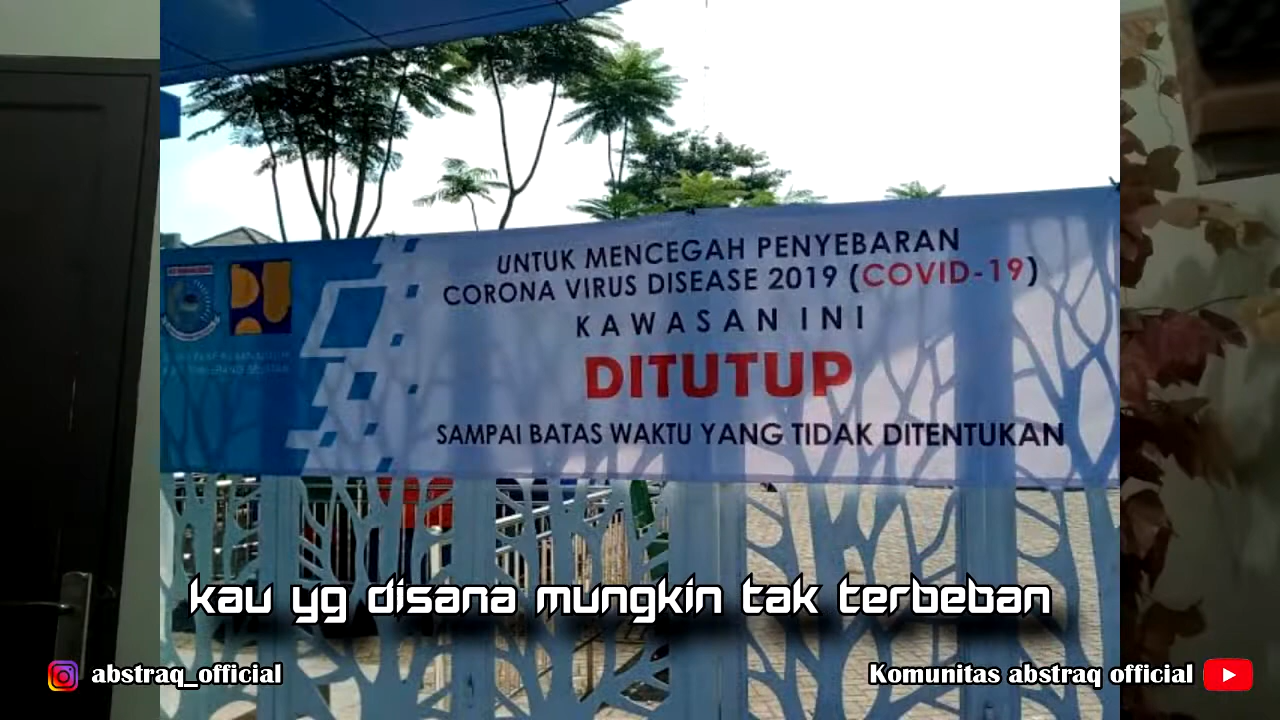 UNTUK MENCEGAH PENYEBARAN
CORONA VIRUS DISEASE 2019 (COVID-19)
KAWASAN INI
DITUTUP
SAMPAI BATAS WAKTU YANG TIDAK DITENTUKAN
kau yg disana mungkin tak terbeban
abstraq_official
Komunitas abstraq official